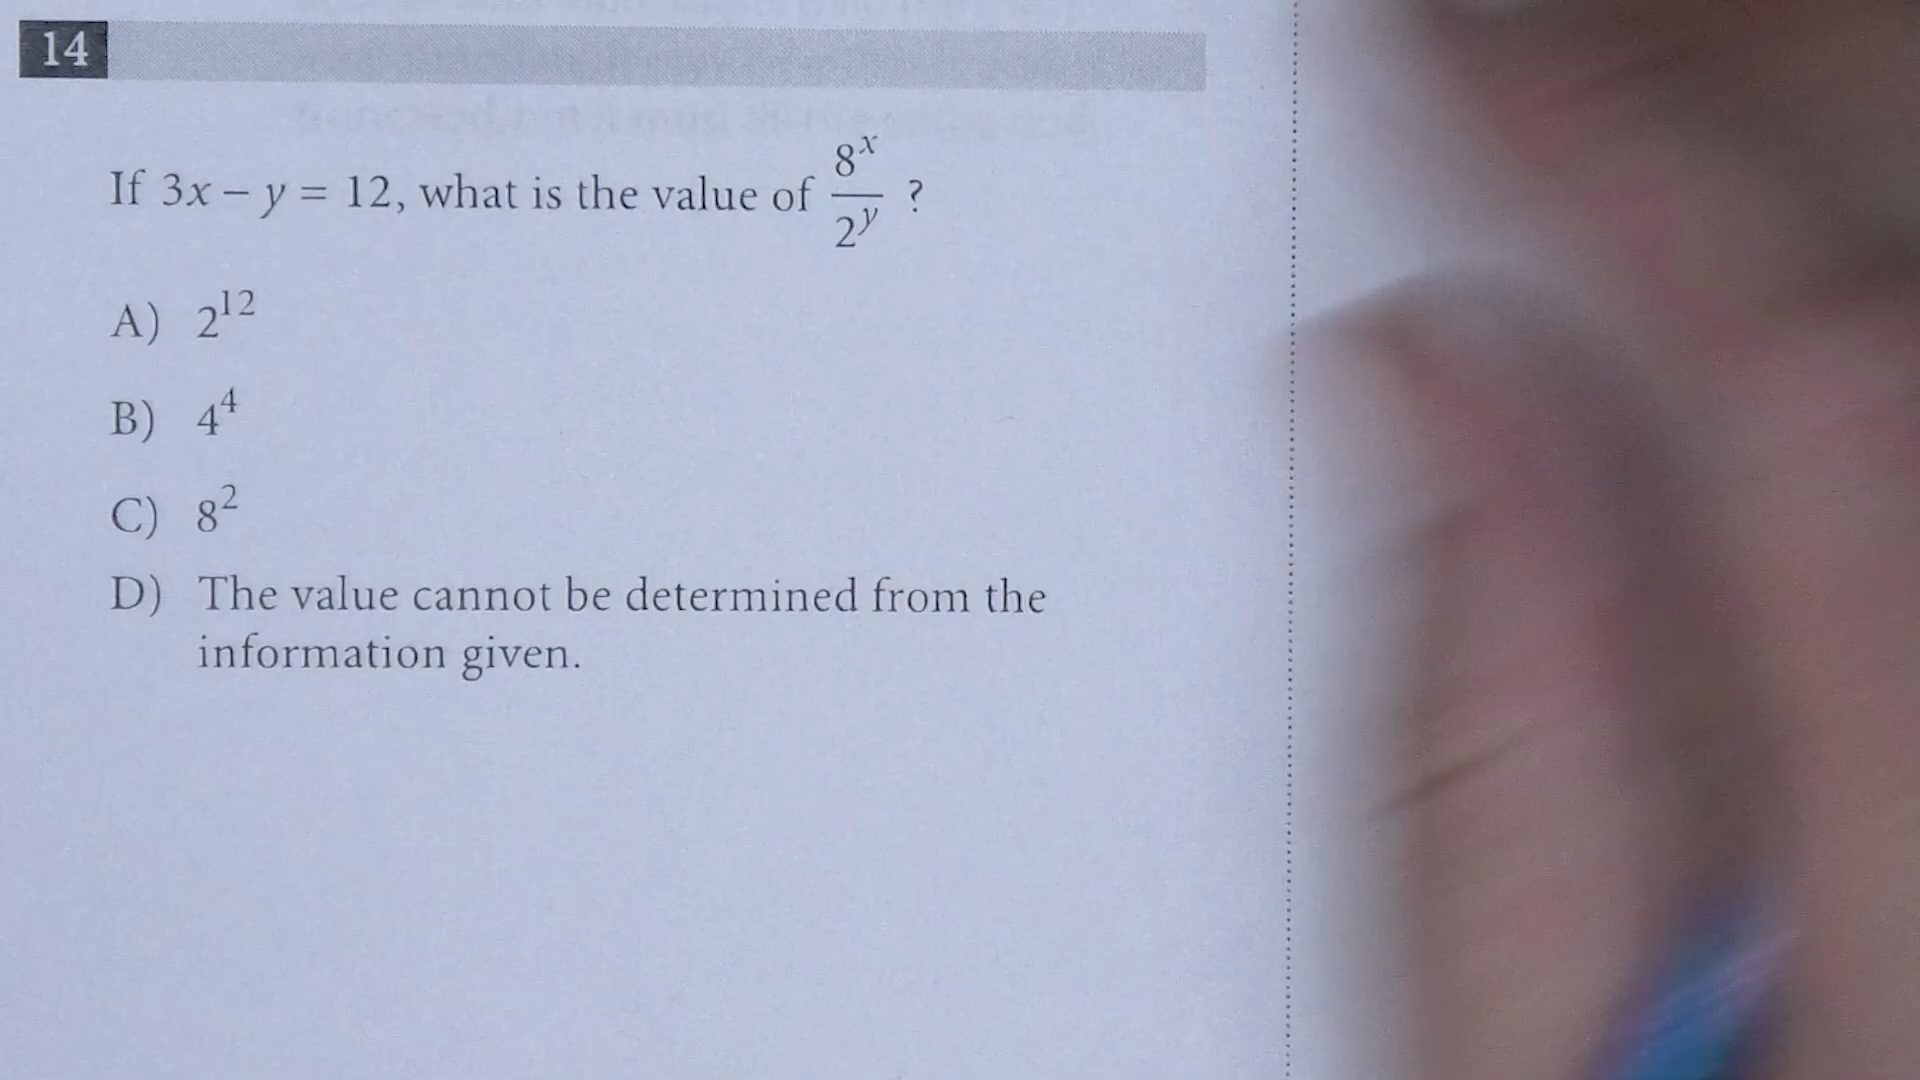 14
If 3x – y = 12, what is the value of 8^x / 2^y ?
A) 2^12
B) 4^4
C) 8^2
D) The value cannot be determined from the
information given.